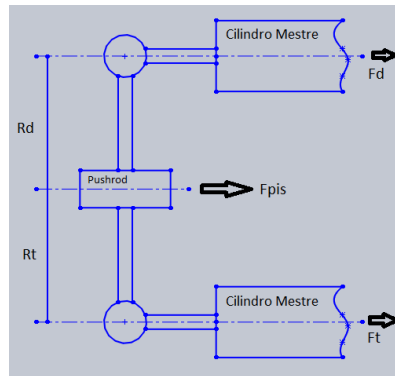 Cilindro Mestre
Fd
Rd
Pushrod
Fpis
Rt
Cilindro Mestre
Ft